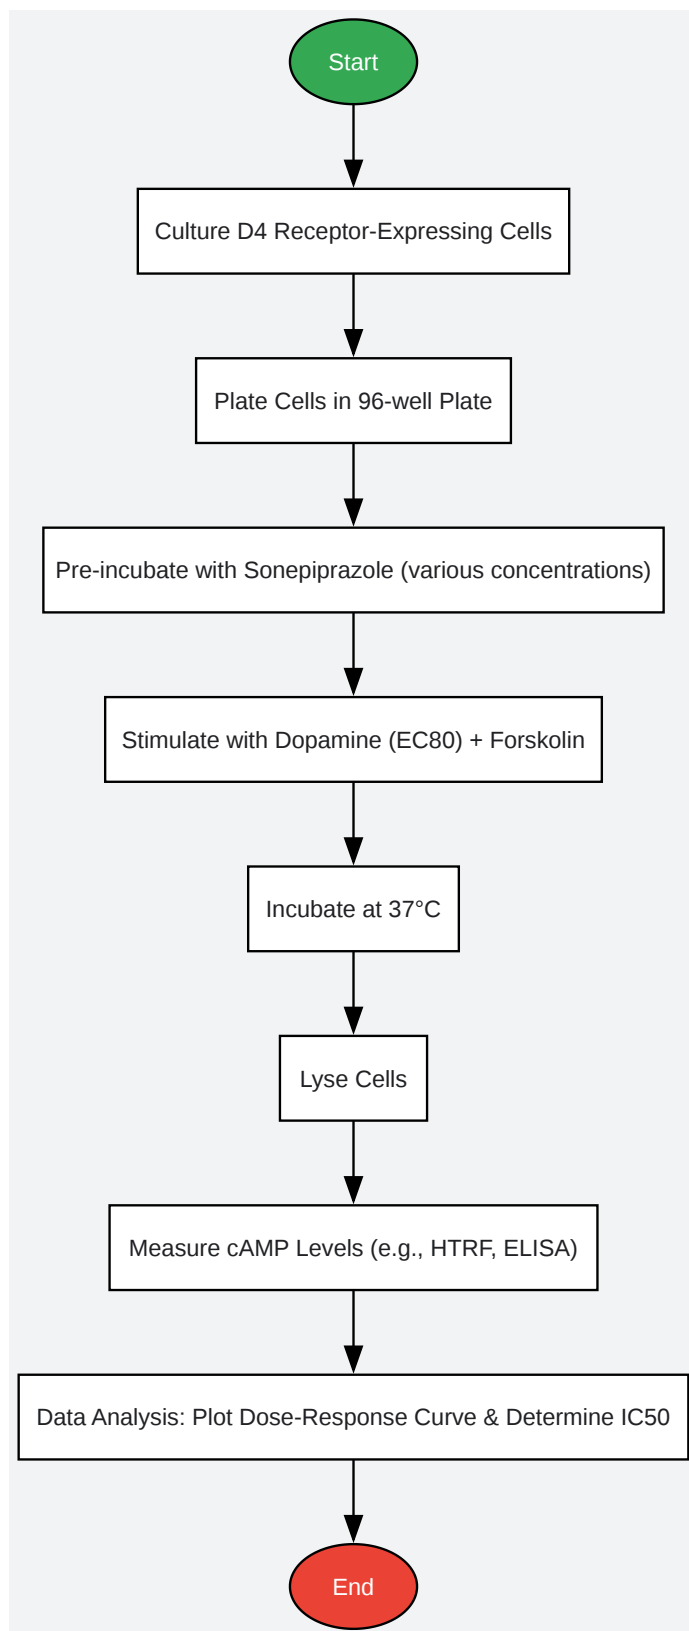 Start
Culture D4 Receptor-Expressing Cells
Plate Cells in 96-well Plate
Pre-incubate with Sonepiprazole (various concentrations)
Stimulate with Dopamine (EC80) + Forskolin
Incubate at 37°C
Lyse Cells
Measure cAMP Levels (e.g., HTRF, ELISA)
Data Analysis: Plot Dose-Response Curve & Determine IC50
End